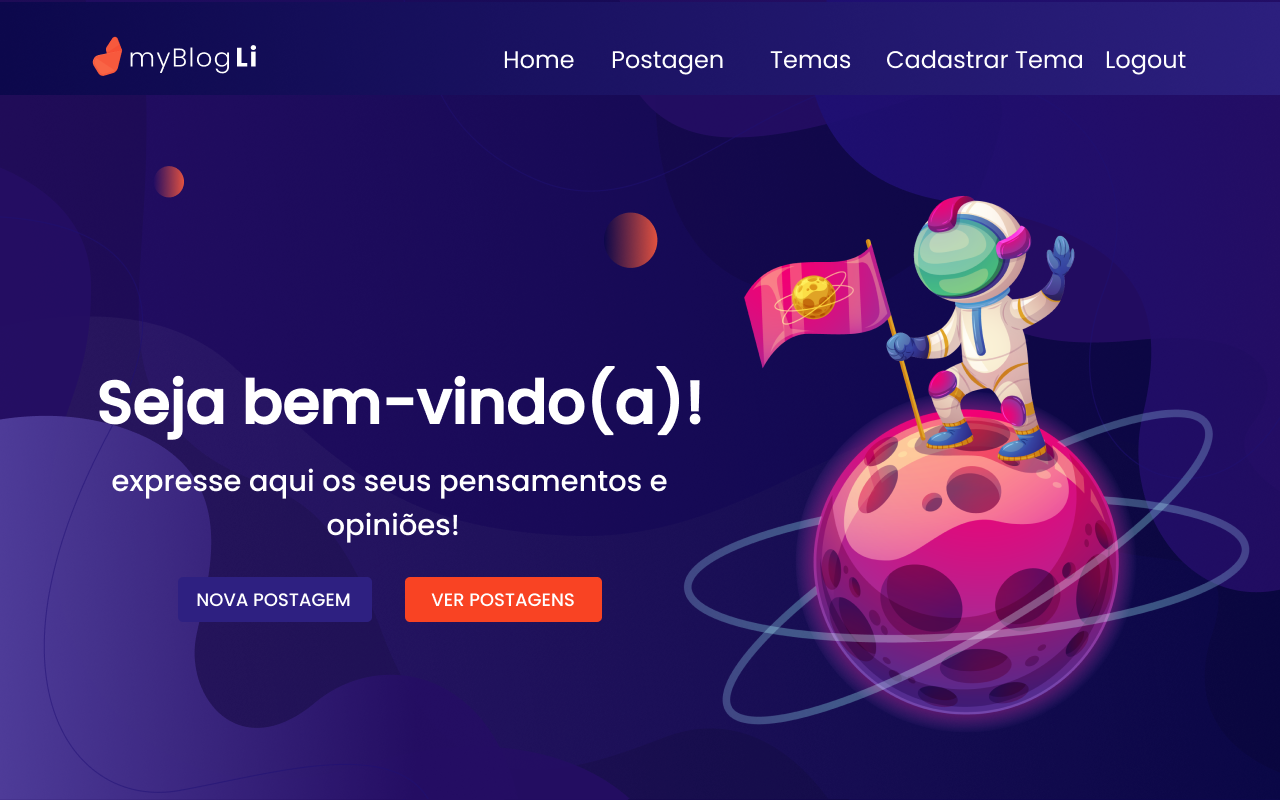 myBlog Li
Home Postagen Temas Cadastrar Tema Logout
Seja bem-vindo(a)!
expresse aqui os seus pensamentos e
opiniões!
NOVA POSTAGEM VER POSTAGENS